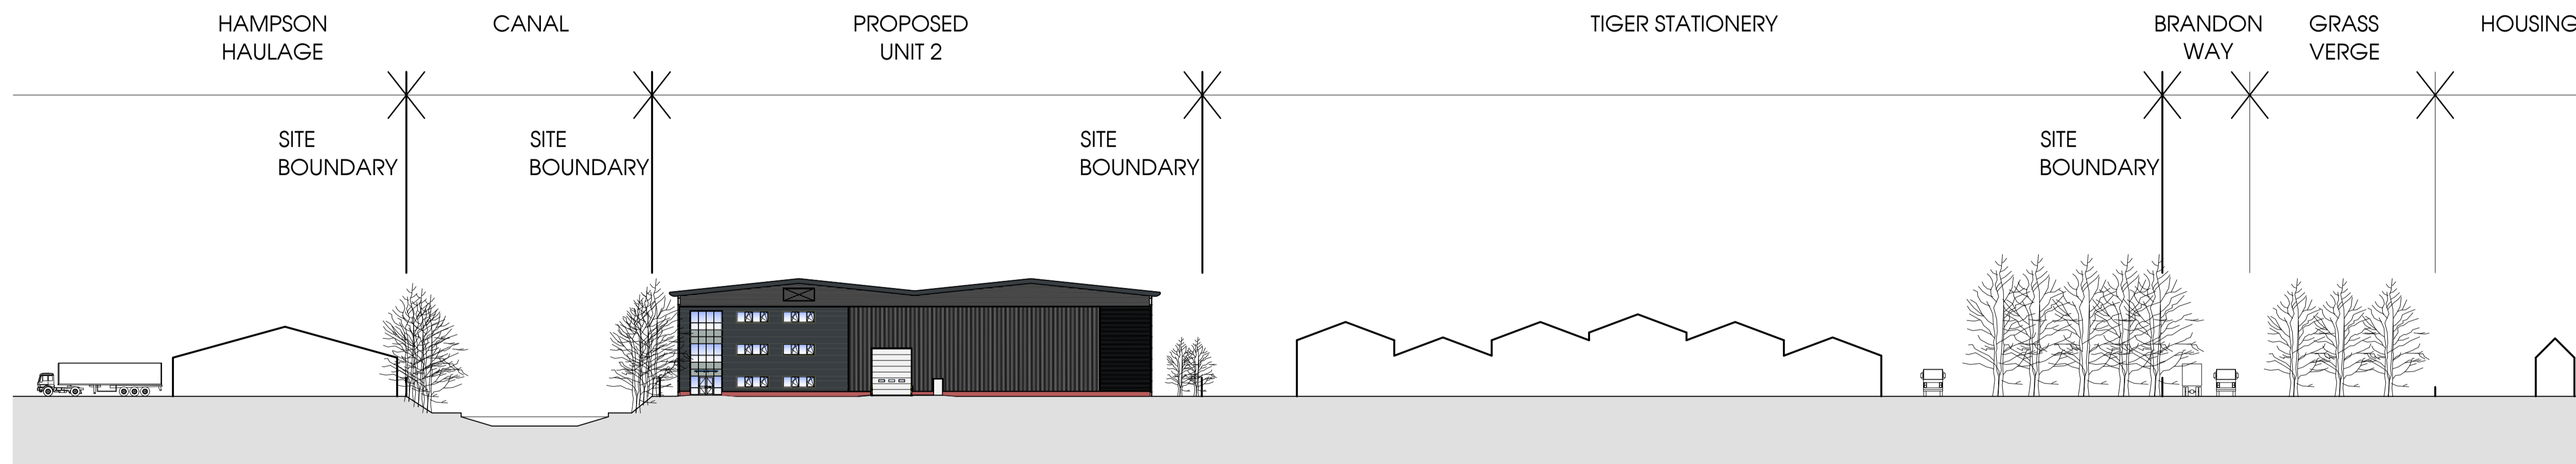 HAMPSON
HAULAGE
CANAL
PROPOSED
UNIT 2
TIGER STATIONERY
BRANDON
WAY
GRASS
VERGE
HOUSING
SITE
BOUNDARY
SITE
BOUNDARY
SITE
BOUNDARY
SITE
BOUNDARY